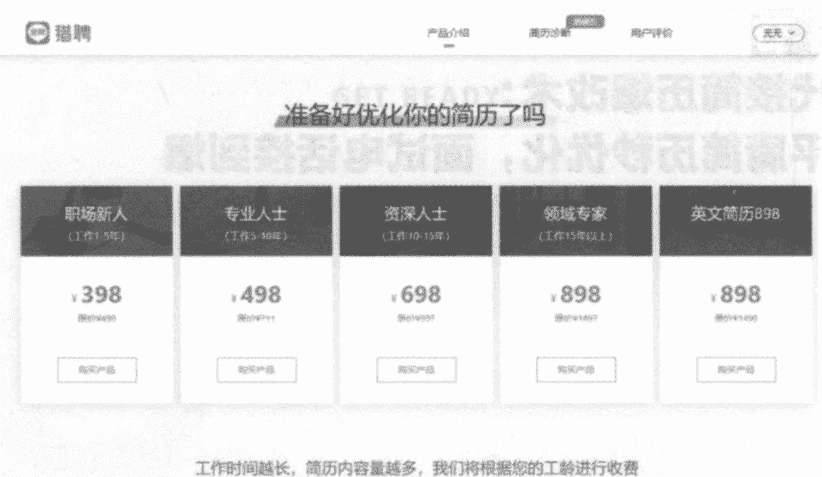 猎聘
产品介绍
简历诊断
用户评价
准备好优化你的简历了吗
职场新人
(工作1-5年)
¥398
购买产品
专业人士
(工作5-10年)
¥498
购买产品
资深人士
(工作10-15年)
¥698
购买产品
领域专家
(工作15年以上)
¥898
购买产品
英文简历898
¥898
购买产品
工作时间越长，简历内容量越多，我们将根据您的工龄进行收费